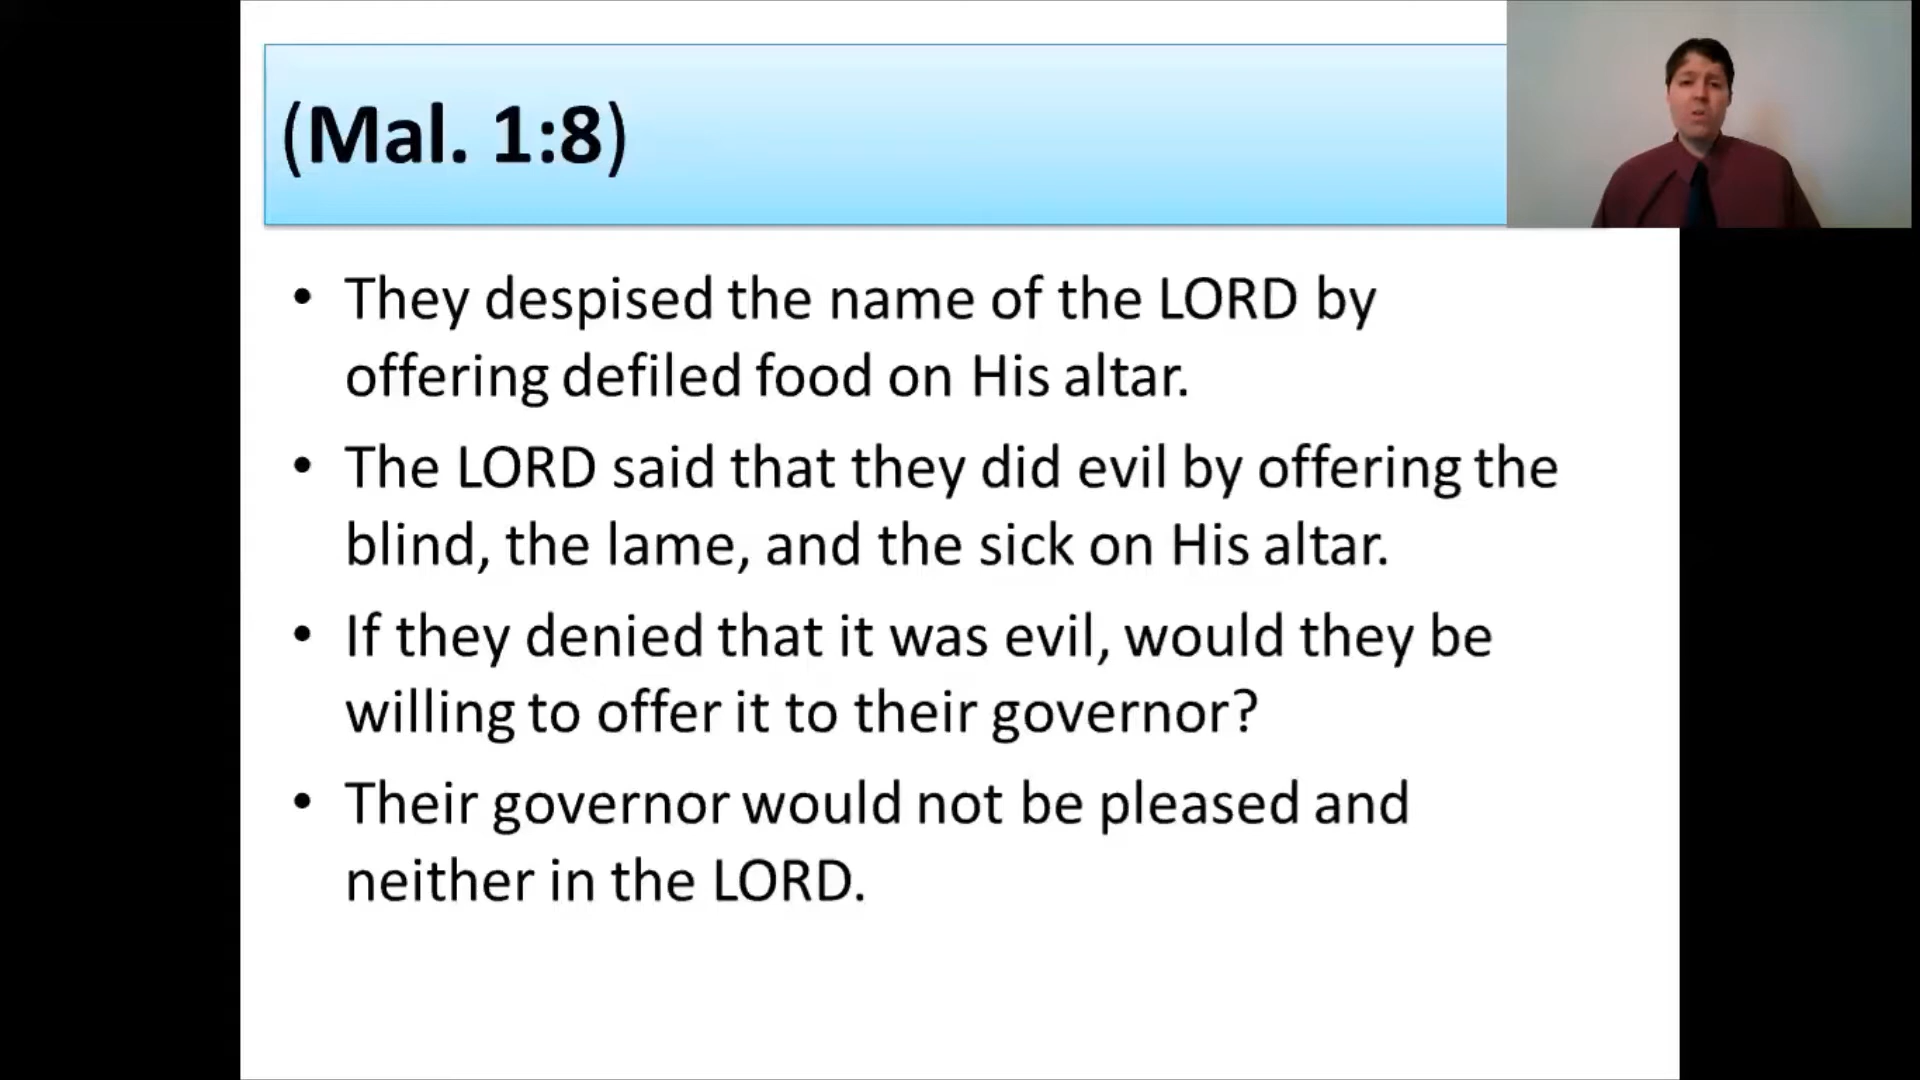 (Mal. 1:8)
• They despised the name of the LORD by
offering defiled food on His altar.
• The LORD said that they did evil by offering the
blind, the lame, and the sick on His altar.
• If they denied that it was evil, would they be
willing to offer it to their governor?
• Their governor would not be pleased and
neither in the LORD.